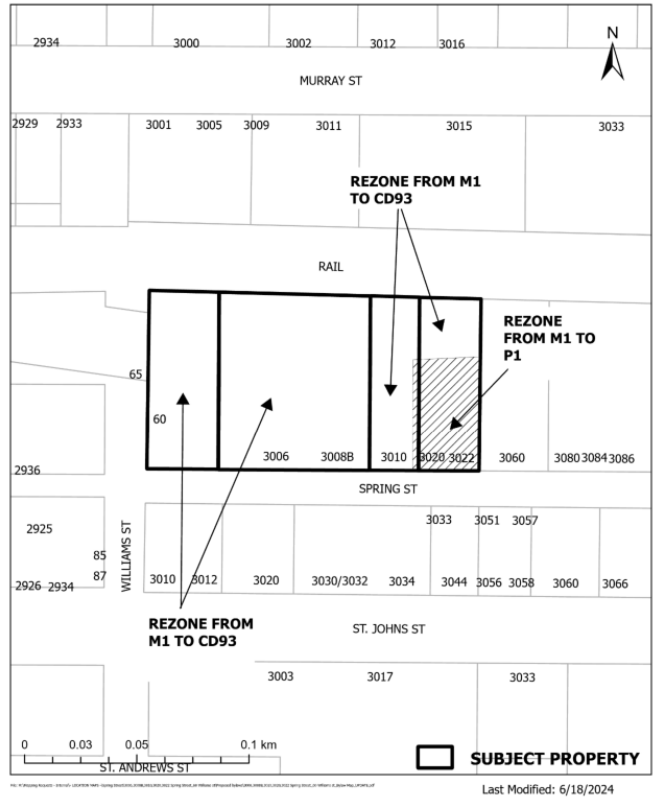 2934 3000 3002 3012 3016
N
MURRAY ST
2929 2933 3001 3005 3009 3011 3015 3033
REZONE FROM M1
TO CD93
RAIL
REZONE
FROM M1 TO
P1
65
60
2936 3006 3008B 3010 3020 3022 3060 3080 3084 3086
SPRING ST
2925 3033 3051 3057
WILLIAMS ST
85
87
2926 2934 3010 3012 3020 3030/3032 3034 3044 3056 3058 3060 3066
REZONE FROM
M1 TO CD93
ST. JOHNS ST
3003 3017 3033
0 0.03 0.05 0.1 km
ST. ANDREWS ST
SUBJECT PROPERTY
Last Modified: 6/18/2024